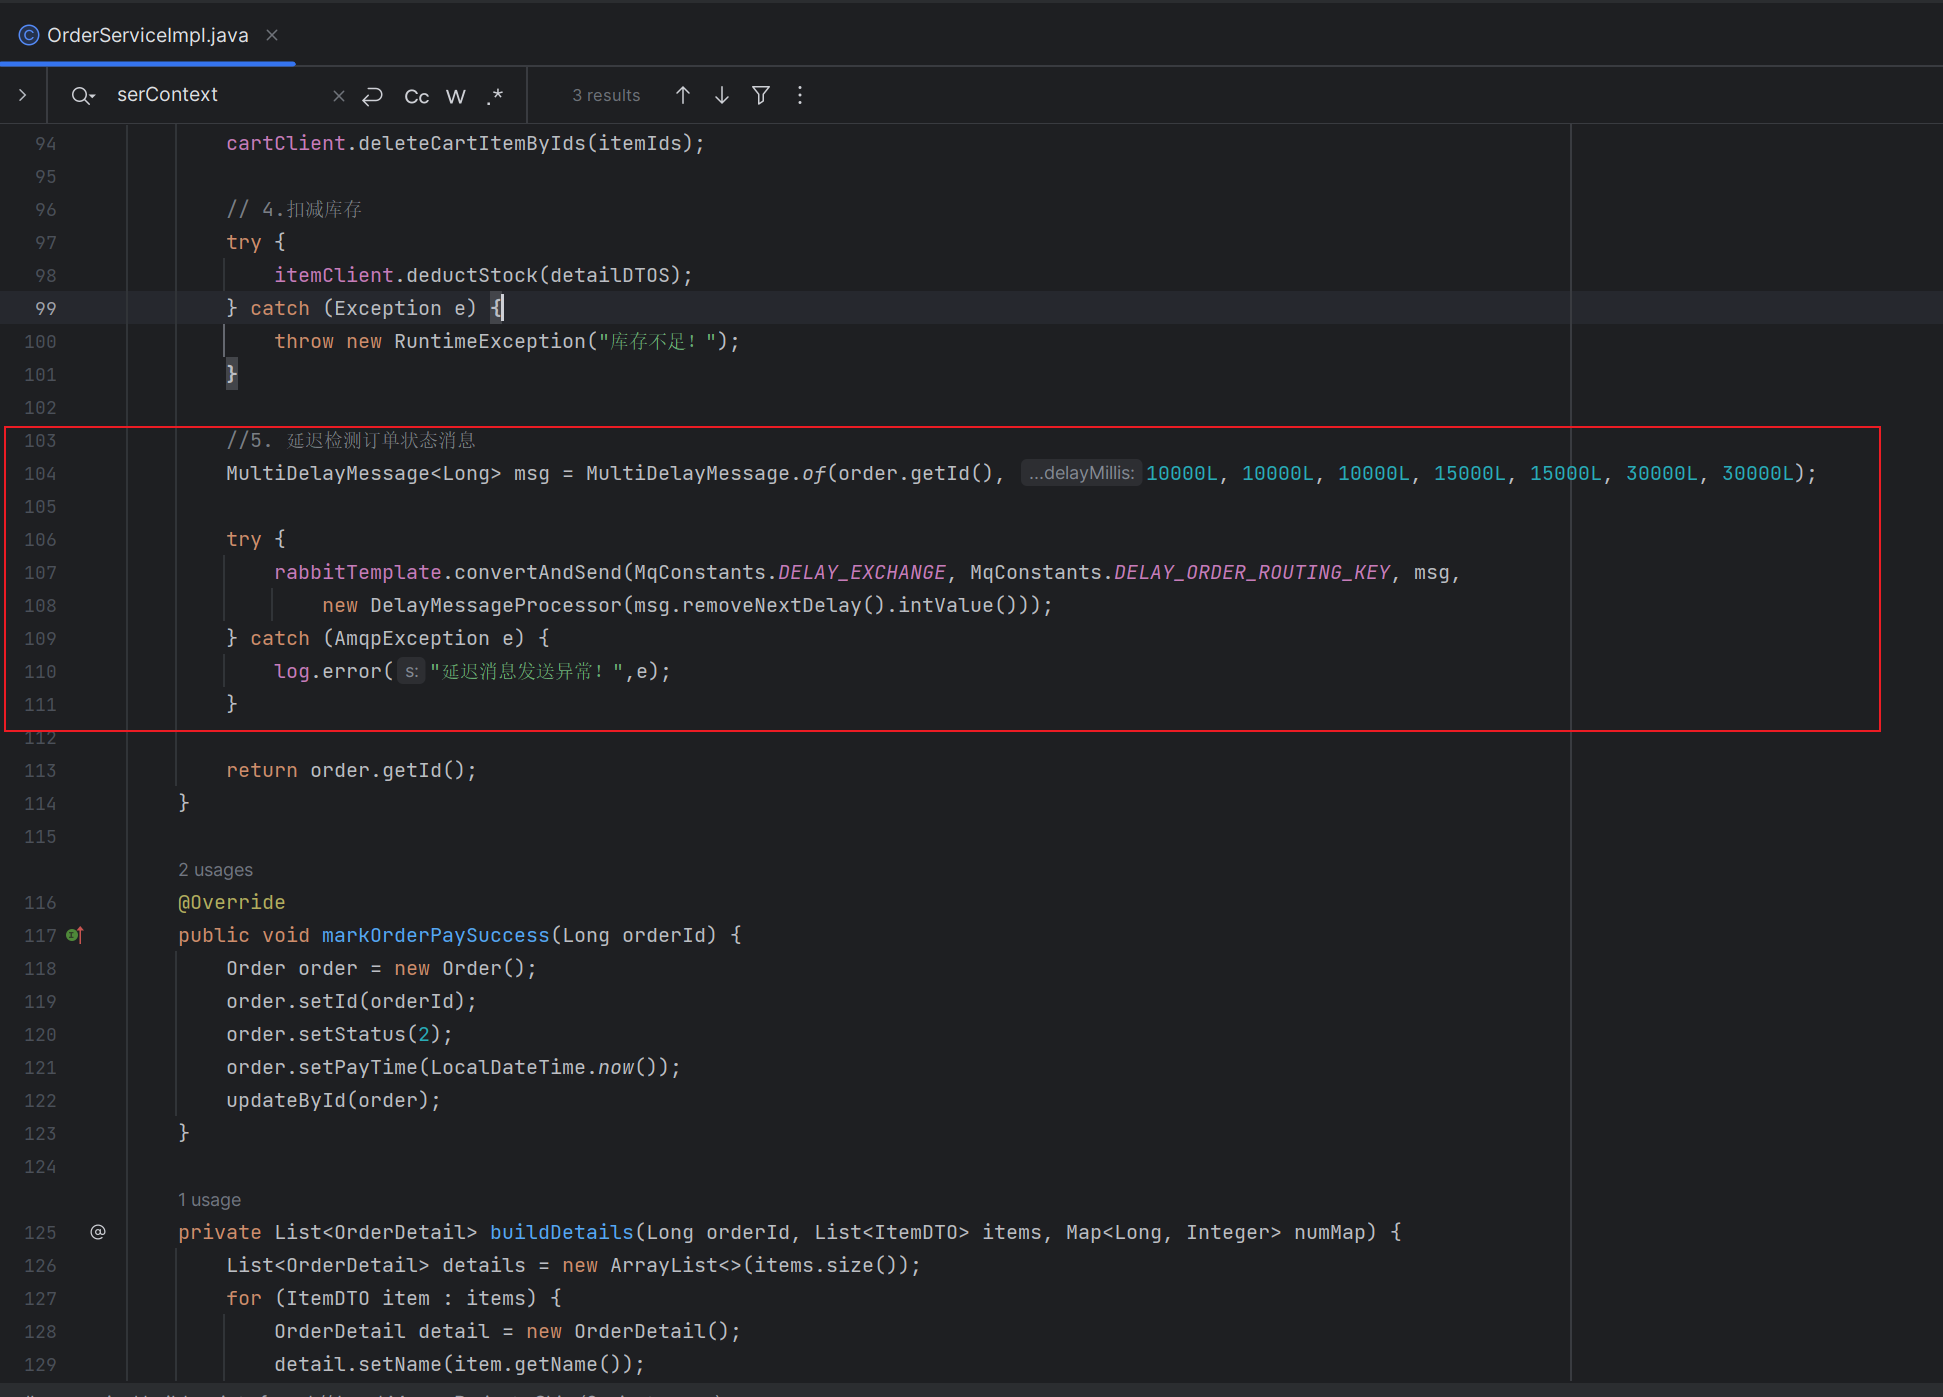 OrderServiceImpl.java
serContext
Cc W .*
3 results
94 cartClient.deleteCartItemByIds(itemIds);
95
96 // 4.扣减库存
97 try {
98 itemClient.deductStock(detailDTOS);
99 } catch (Exception e) {
100 throw new RuntimeException("库存不足！");
101 }
102
103 //5. 延迟检测订单状态消息
104 MultiDelayMessage<Long> msg = MultiDelayMessage.of(order.getId(), ...delayMillis: 10000L, 10000L, 10000L, 15000L, 15000L, 30000L, 30000L);
105
106 try {
107 rabbitTemplate.convertAndSend(MqConstants.DELAY_EXCHANGE, MqConstants.DELAY_ORDER_ROUTING_KEY, msg,
108 new DelayMessageProcessor(msg.removeNextDelay().intValue()));
109 } catch (AmqpException e) {
110 log.error( s: "延迟消息发送异常！",e);
111 }
112
113 return order.getId();
114 }
115
2 usages
116 @Override
117 public void markOrderPaySuccess(Long orderId) {
118 Order order = new Order();
119 order.setId(orderId);
120 order.setStatus(2);
121 order.setPayTime(LocalDateTime.now());
122 updateById(order);
123 }
124
1 usage
125 @ private List<OrderDetail> buildDetails(Long orderId, List<ItemDTO> items, Map<Long, Integer> numMap) {
126 List<OrderDetail> details = new ArrayList<>(items.size());
127 for (ItemDTO item : items) {
128 OrderDetail detail = new OrderDetail();
129 detail.setName(item.getName());